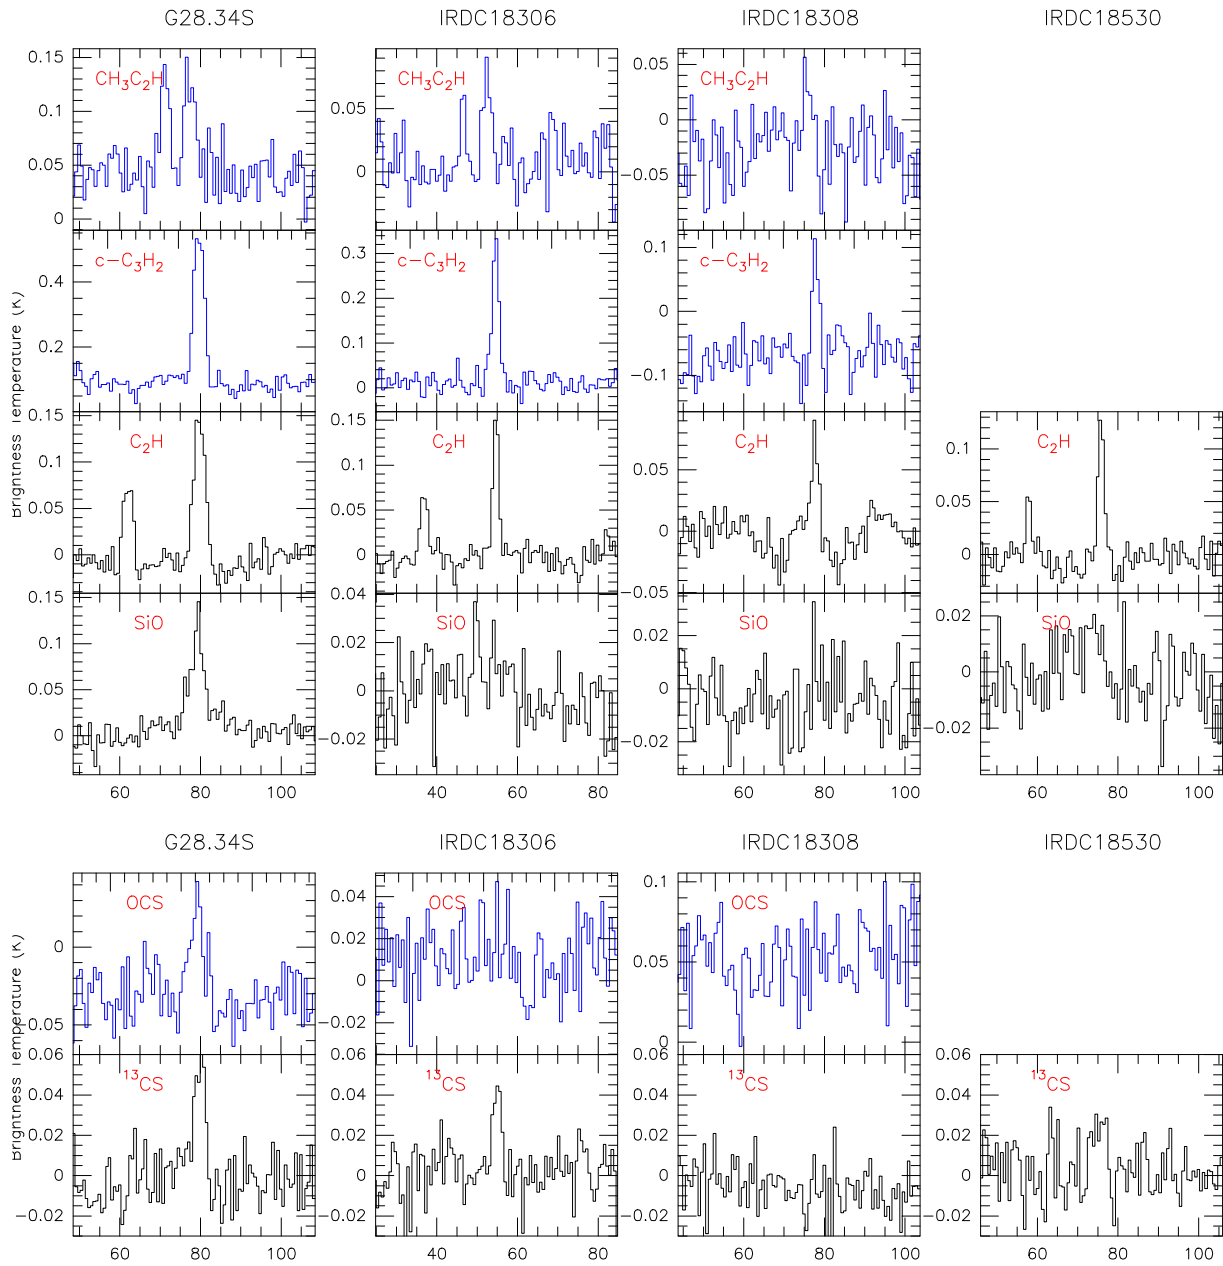 G28.34S IRDC18306 IRDC18308 IRDC18530
CH₃C₂H CH₃C₂H CH₃C₂H
0.15 0.1 0.05 0
0.05 0
0.05 0 −0.05
c−C₃H₂ c−C₃H₂ c−C₃H₂
0.4 0.2
0.3 0.2 0.1 0
0.1 0 −0.1
Brightness Temperature (K)
C₂H C₂H C₂H C₂H
0.15 0.1 0.05 0
0.15 0.1 0.05 0
0.05 0 −0.05
0.1 0.05 0
SiO SiO SiO SiO
0.15 0.1 0.05 0
0.04 0.02 0 −0.02
0.02 0 −0.02
0.02 0 −0.02
60 80 100 40 60 80 60 80 100 60 80 100
G28.34S IRDC18306 IRDC18308 IRDC18530
OCS OCS OCS
0 −0.05
0.04 0.02 0 −0.02
0.1 0.05 0
Brightness Temperature (K)
¹³CS ¹³CS ¹³CS ¹³CS
0.06 0.04 0.02 0 −0.02
0.06 0.04 0.02 0 −0.02
0.06 0.04 0.02 0 −0.02
0.06 0.04 0.02 0 −0.02
60 80 100 40 60 80 60 80 100 60 80 100